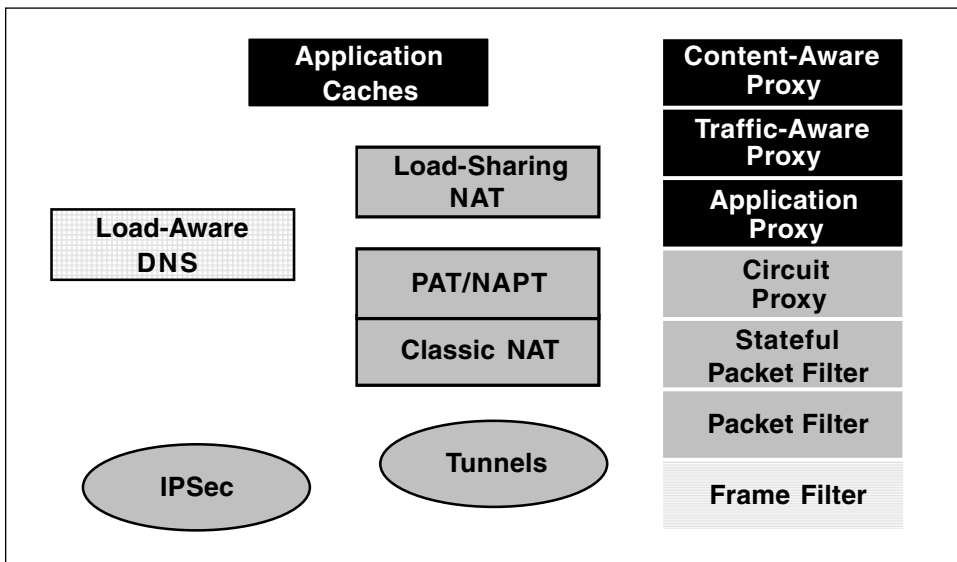 Application
Caches
Load-Sharing
NAT
Load-Aware
DNS
PAT/NAPT
Classic NAT
IPSec
Tunnels
Content-Aware
Proxy
Traffic-Aware
Proxy
Application
Proxy
Circuit
Proxy
Stateful
Packet Filter
Packet Filter
Frame Filter